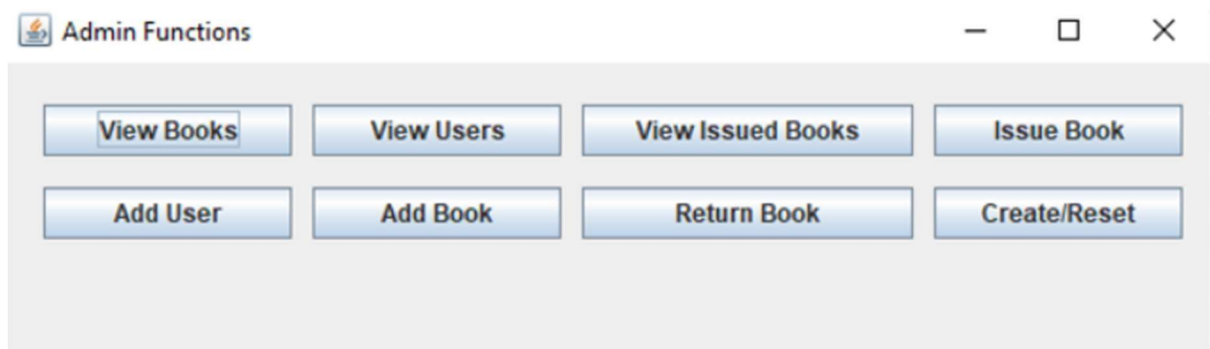 Admin Functions
View Books View Users View Issued Books Issue Book
Add User Add Book Return Book Create/Reset